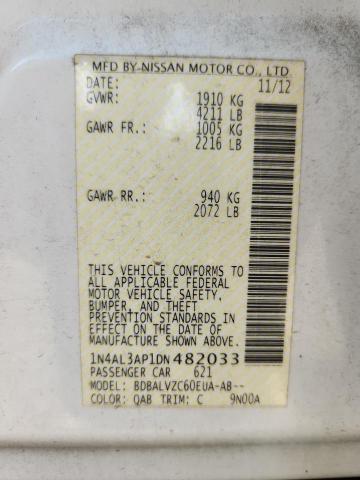 MFD BY NISSAN MOTOR CO., LTD
DATE: 11/12
GVWR: 1910 KG
4211 LB
GAWR FR.: 1005 KG
2216 LB
GAWR RR.: 940 KG
2072 LB
THIS VEHICLE CONFORMS TO
ALL APPLICABLE FEDERAL
MOTOR VEHICLE SAFETY,
BUMPER, AND THEFT
PREVENTION STANDARDS IN
EFFECT ON THE DATE OF
MANUFACTURE SHOWN ABOVE.
1N4AL3AP1DN482033
PASSENGER CAR 621
MODEL: BDBALVZC60EUA-AB--
COLOR: QAB TRIM: C 9N00A